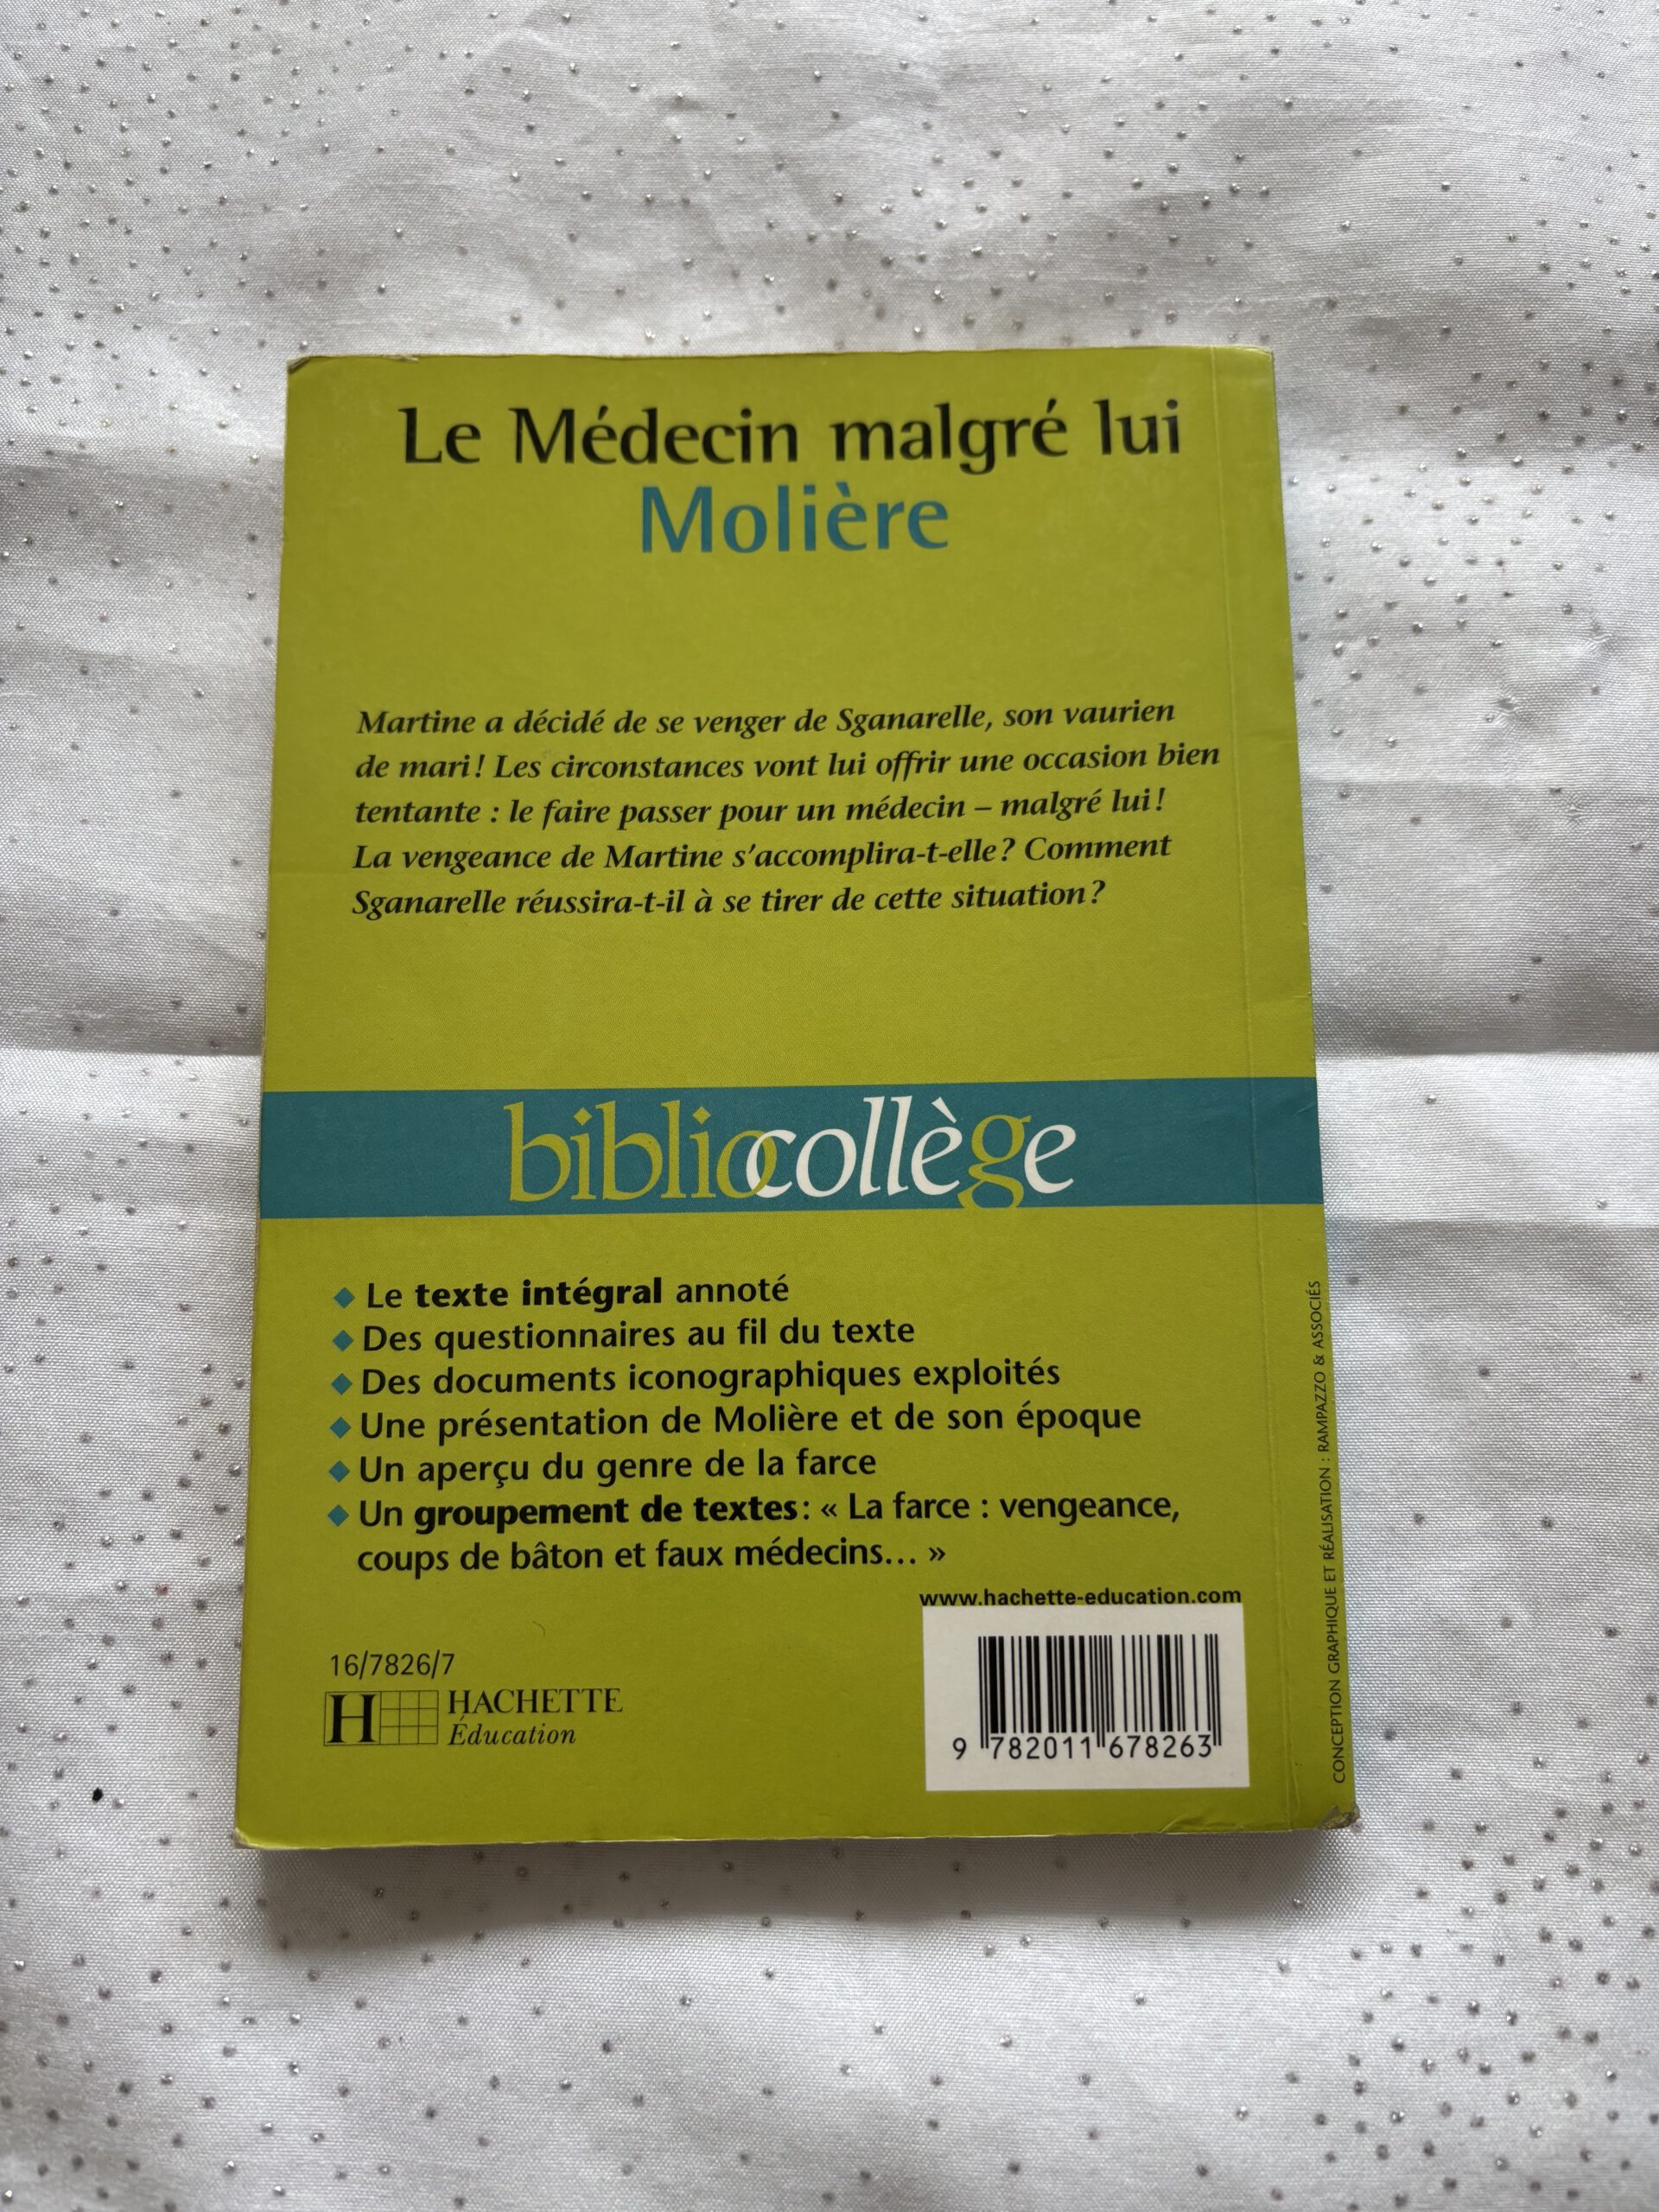 Le Médecin malgré lui
Molière
Martine a décidé de se venger de Sganarelle, son vaurien
de mari! Les circonstances vont lui offrir une occasion bien
tentante : le faire passer pour un médecin – malgré lui!
La vengeance de Martine s'accomplira-t-elle? Comment
Sganarelle réussira-t-il à se tirer de cette situation?
bibliocollège
◆ Le texte intégral annoté
◆ Des questionnaires au fil du texte
◆ Des documents iconographiques exploités
◆ Une présentation de Molière et de son époque
◆ Un aperçu du genre de la farce
◆ Un groupement de textes: « La farce : vengeance,
coups de bâton et faux médecins... »
www.hachette-education.com
16/7826/7
H HACHETTE
Éducation
9 782011 678263
CONCEPTION GRAPHIQUE ET RÉALISATION : RAMPAZZO & ASSOCIÉS